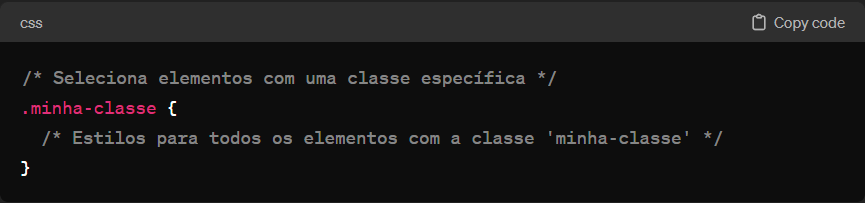 css
Copy code
/* Seleciona elementos com uma classe específica */
.minha-classe {
/* Estilos para todos os elementos com a classe 'minha-classe' */
}